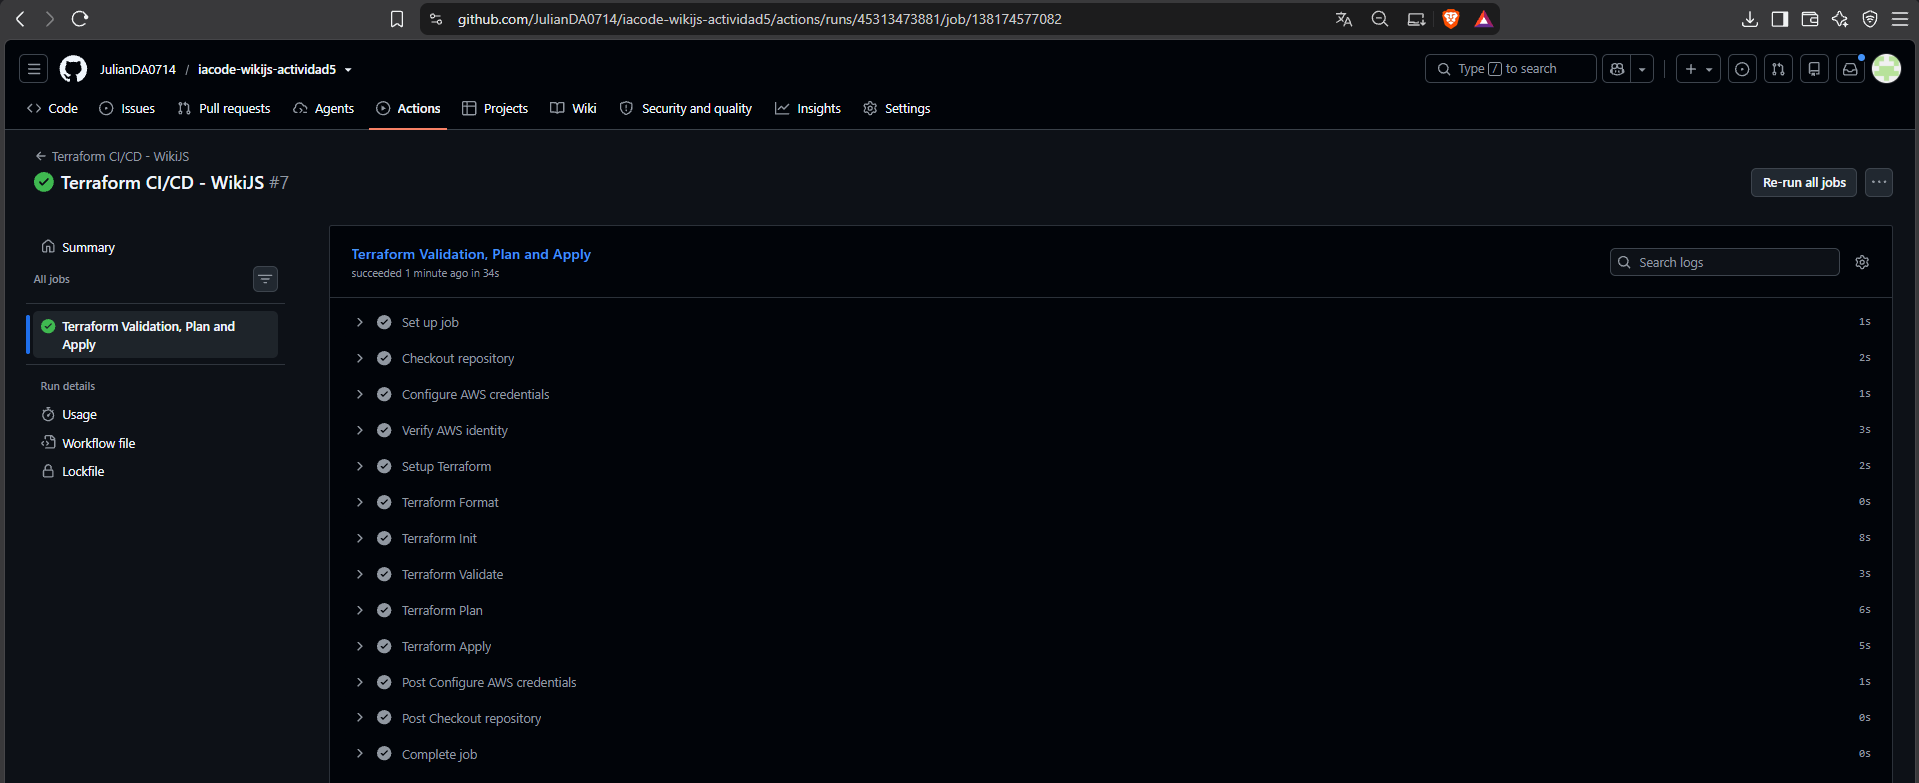 github.com/JulianDA0714/iacode-wikijs-actividad5/actions/runs/45313473881/job/138174577082
JulianDA0714 / iacode-wikijs-actividad5
Type / to search
Code Issues Pull requests Agents Actions Projects Wiki Security and quality Insights Settings
Terraform CI/CD - WikiJS
Terraform CI/CD - WikiJS #7
Re-run all jobs
Summary
All jobs
Terraform Validation, Plan and
Apply
Run details
Usage
Workflow file
Lockfile
Terraform Validation, Plan and Apply
succeeded 1 minute ago in 34s
Search logs
Set up job 1s
Checkout repository 2s
Configure AWS credentials 1s
Verify AWS identity 3s
Setup Terraform 2s
Terraform Format 0s
Terraform Init 8s
Terraform Validate 3s
Terraform Plan 6s
Terraform Apply 5s
Post Configure AWS credentials 1s
Post Checkout repository 0s
Complete job 0s